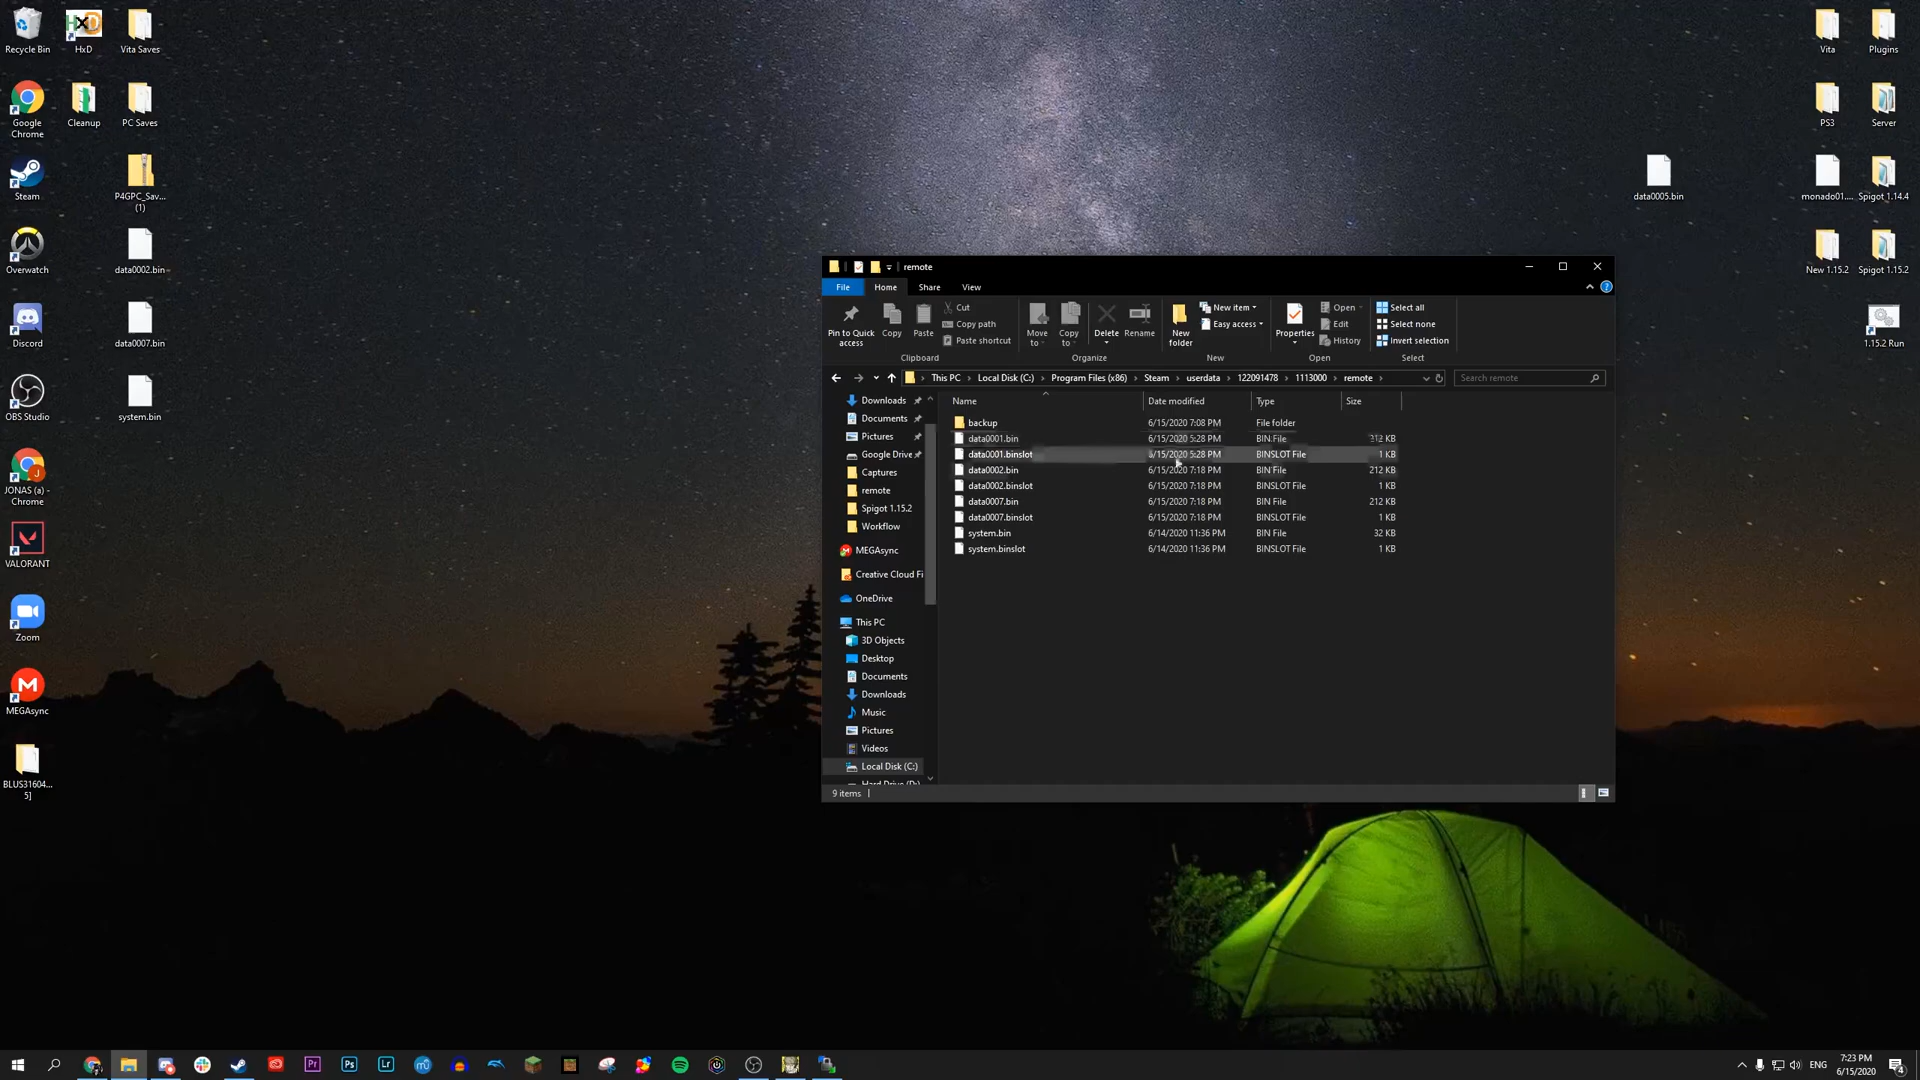 Recycle Bin
HxD
Vita Saves
Google Chrome
Cleanup
PC Saves
Steam
P4GPC_Sav... (1)
Overwatch
data0002.bin
Discord
data0007.bin
OBS Studio
system.bin
JONAS (a) - Chrome
VALORANT
Zoom
MEGAsync
BLUS31604... 5]
data0005.bin
Vita
Plugins
PS3
Server
monado01....
Spigot 1.14.4
New 1.15.2
Spigot 1.15.2
1.15.2 Run
remote
File
Home
Share
View
Pin to Quick access
Copy
Paste
Cut
Copy path
Paste shortcut
Clipboard
Move to
Copy to
Delete
Rename
Organize
New folder
New item
Easy access
New
Properties
Open
Edit
History
Open
Select all
Select none
Invert selection
Select
This PC > Local Disk (C:) > Program Files (x86) > Steam > userdata > 122091478 > 1113000 > remote >
Search remote
Downloads
Documents
Pictures
Google Drive
Captures
remote
Spigot 1.15.2
Workflow
MEGAsync
Creative Cloud Fi
OneDrive
This PC
3D Objects
Desktop
Documents
Downloads
Music
Pictures
Videos
Local Disk (C:)
Name Date modified Type Size
backup 6/15/2020 7:08 PM File folder
data0001.bin 6/15/2020 5:28 PM BIN File 212 KB
data0001.binslot 6/15/2020 5:28 PM BINSLOT File 1 KB
data0002.bin 6/15/2020 7:18 PM BIN File 212 KB
data0002.binslot 6/15/2020 7:18 PM BINSLOT File 1 KB
data0007.bin 6/15/2020 7:18 PM BIN File 212 KB
data0007.binslot 6/15/2020 7:18 PM BINSLOT File 1 KB
system.bin 6/14/2020 11:36 PM BIN File 32 KB
system.binslot 6/14/2020 11:36 PM BINSLOT File 1 KB
9 items
ENG
7:23 PM
6/15/2020